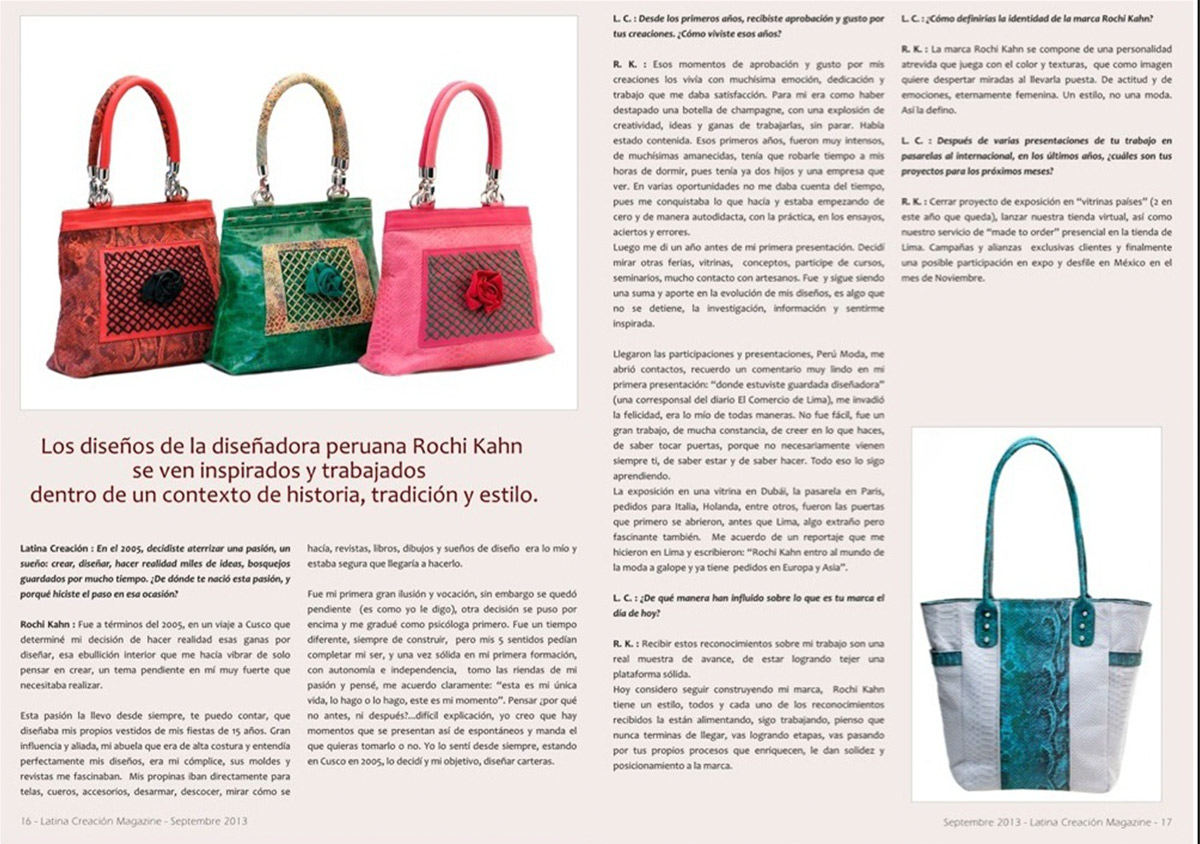 Los diseños de la diseñadora peruana Rochi Kahn
se ven inspirados y trabajados
dentro de un contexto de historia, tradición y estilo.
Latina Creación : En el 2005, decidiste aterrizar una pasión, un
sueño: crear, diseñar, hacer realidad miles de ideas, bosquejos
guardados por mucho tiempo. ¿De dónde te nació esta pasión, y
porqué hiciste el paso en esa ocasión?
Rochi Kahn : Fue a términos del 2005, en un viaje a Cusco que
determiné mi decisión de hacer realidad esas ganas por
diseñar, esa ebullición interior que me hacía vibrar de solo
pensar en crear, un tema pendiente en mí muy fuerte que
necesitaba realizar.
Esta pasión la llevo desde siempre, te puedo contar, que
diseñaba mis propios vestidos de mis fiestas de 15 años. Gran
influencia y aliada, mi abuela que era de alta costura y entendía
perfectamente mis diseños, era mi cómplice, sus moldes y
revistas me fascinaban. Mis propinas iban directamente para
telas, cueros, accesorios, desarmar, descocer, mirar cómo se
hacía, revistas, libros, dibujos y sueños de diseño era lo mío y
estaba segura que llegaría a hacerlo.
Fue mi primera gran ilusión y vocación, sin embargo se quedó
pendiente (es como yo le digo), otra decisión se puso por
encima y me gradué como psicóloga primero. Fue un tiempo
diferente, siempre de construir, pero mis 5 sentidos pedían
completar mi ser, y una vez sólida en mi primera formación,
con autonomía e independencia, tomo las riendas de mi
pasión y pensé, me acuerdo claramente: “esta es mi única
vida, lo hago o lo hago, este es mi momento”. Pensar ¿por qué
no antes, ni después?...difícil explicación, yo creo que hay
momentos que se presentan así de espontáneos y manda el
que quieras tomarlo o no. Yo lo sentí desde siempre, estando
en Cusco en 2005, lo decidí y mi objetivo, diseñar carteras.
16 - Latina Creación Magazine - Septembre 2013
L. C. : Desde los primeros años, recibiste aprobación y gusto por
tus creaciones. ¿Cómo viviste esos años?
R. K. : Esos momentos de aprobación y gusto por mis
creaciones los vivía con muchísima emoción, dedicación y
trabajo que me daba satisfacción. Para mi era como haber
destapado una botella de champagne, con una explosión de
creatividad, ideas y ganas de trabajarlas, sin parar. Había
estado contenida. Esos primeros años, fueron muy intensos,
de muchísimas amanecidas, tenía que robarle tiempo a mis
horas de dormir, pues tenía ya dos hijos y una empresa que
ver. En varias oportunidades no me daba cuenta del tiempo,
pues me conquistaba lo que hacía y estaba empezando de
cero y de manera autodidacta, con la práctica, en los ensayos,
aciertos y errores.
Luego me di un año antes de mi primera presentación. Decidí
mirar otras ferias, vitrinas, conceptos, participe de cursos,
seminarios, mucho contacto con artesanos. Fue y sigue siendo
una suma y aporte en la evolución de mis diseños, es algo que
no se detiene, la investigación, información y sentirme
inspirada.
Llegaron las participaciones y presentaciones, Perú Moda, me
abrió contactos, recuerdo un comentario muy lindo en mi
primera presentación: “donde estuviste guardada diseñadora”
(una corresponsal del diario El Comercio de Lima), me invadió
la felicidad, era lo mío de todas maneras. No fue fácil, fue un
gran trabajo, de mucha constancia, de creer en lo que haces,
de saber tocar puertas, porque no necesariamente vienen
siempre ti, de saber estar y de saber hacer. Todo eso lo sigo
aprendiendo.
La exposición en una vitrina en Dubái, la pasarela en Paris,
pedidos para Italia, Holanda, entre otros, fueron las puertas
que primero se abrieron, antes que Lima, algo extraño pero
fascinante también. Me acuerdo de un reportaje que me
hicieron en Lima y escribieron: “Rochi Kahn entro al mundo de
la moda a galope y ya tiene pedidos en Europa y Asia”.
L. C. : ¿De qué manera han influido sobre lo que es tu marca el
día de hoy?
R. K. : Recibir estos reconocimientos sobre mi trabajo son una
real muestra de avance, de estar logrando tejer una
plataforma sólida.
Hoy considero seguir construyendo mi marca, Rochi Kahn
tiene un estilo, todos y cada uno de los reconocimientos
recibidos la están alimentando, sigo trabajando, pienso que
nunca terminas de llegar, vas logrando etapas, vas pasando
por tus propios procesos que enriquecen, le dan solidez y
posicionamiento a la marca.
L. C. : ¿Cómo definirías la identidad de la marca Rochi Kahn?
R. K. : La marca Rochi Kahn se compone de una personalidad
atrevida que juega con el color y texturas, que como imagen
quiere despertar miradas al llevarla puesta. De actitud y de
emociones, eternamente femenina. Un estilo, no una moda.
Así la defino.
L. C. : Después de varias presentaciones de tu trabajo en
pasarelas al internacional, en los últimos años, ¿cuáles son tus
proyectos para los próximos meses?
R. K. : Cerrar proyecto de exposición en “vitrinas países” (2 en
este año que queda), lanzar nuestra tienda virtual, así como
nuestro servicio de “made to order” presencial en la tienda de
Lima. Campañas y alianzas exclusivas clientes y finalmente
una posible participación en expo y desfile en México en el
mes de Noviembre.
Septembre 2013 - Latina Creación Magazine - 17